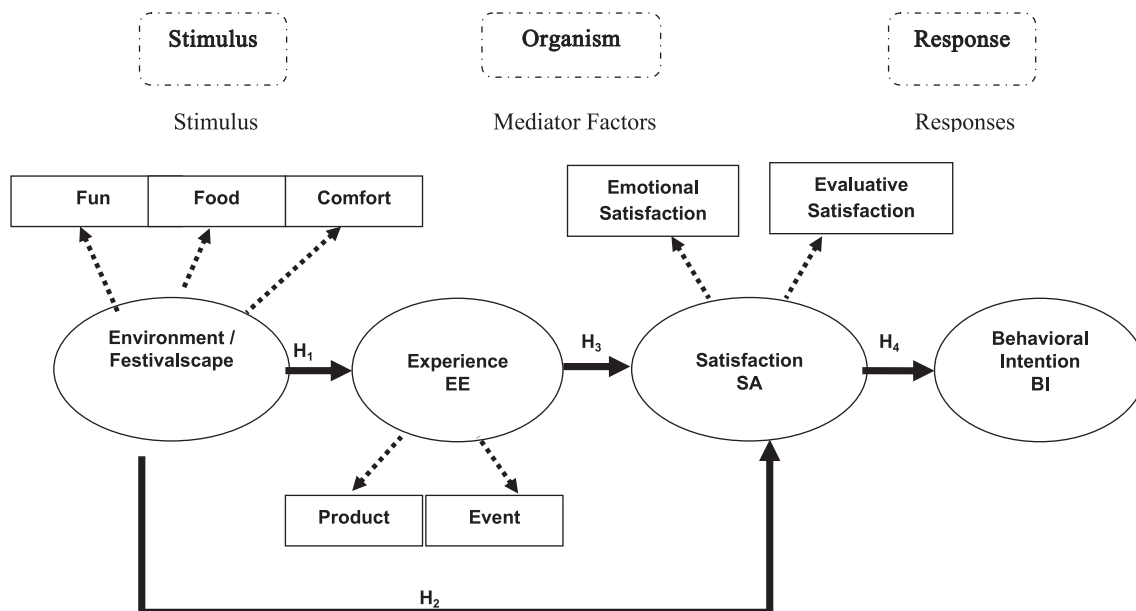 Stimulus
Organism
Response
Stimulus
Mediator Factors
Responses
Fun
Food
Comfort
Emotional
Satisfaction
Evaluative
Satisfaction
Environment /
Festivalscape
H1
Experience
EE
H3
Satisfaction
SA
H4
Behavioral
Intention
BI
Product
Event
H2